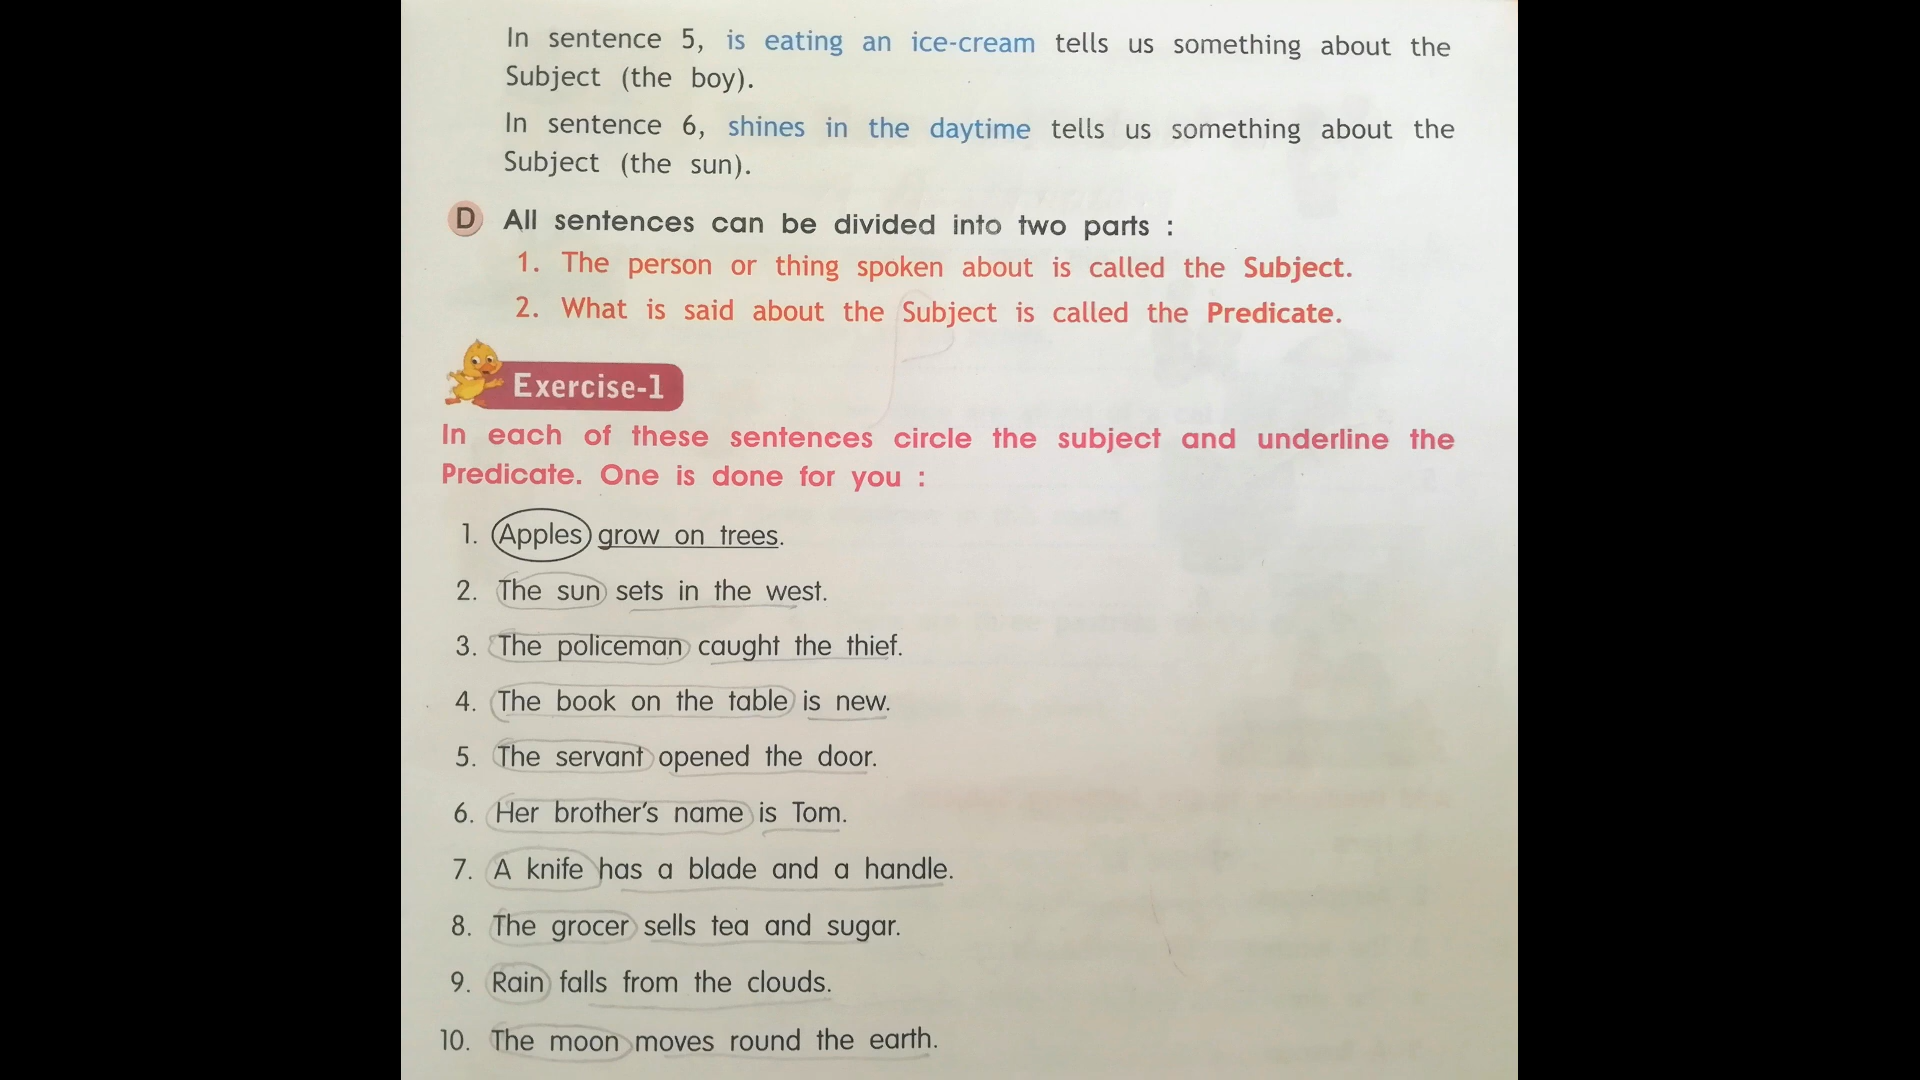 In sentence 5, is eating an ice-cream tells us something about the
Subject (the boy).
In sentence 6, shines in the daytime tells us something about the
Subject (the sun).
D All sentences can be divided into two parts :
1. The person or thing spoken about is called the Subject.
2. What is said about the Subject is called the Predicate.
Exercise-1
In each of these sentences circle the subject and underline the
Predicate. One is done for you :
1. Apples grow on trees.
2. The sun sets in the west.
3. The policeman caught the thief.
4. The book on the table is new.
5. The servant opened the door.
6. Her brother's name is Tom.
7. A knife has a blade and a handle.
8. The grocer sells tea and sugar.
9. Rain falls from the clouds.
10. The moon moves round the earth.